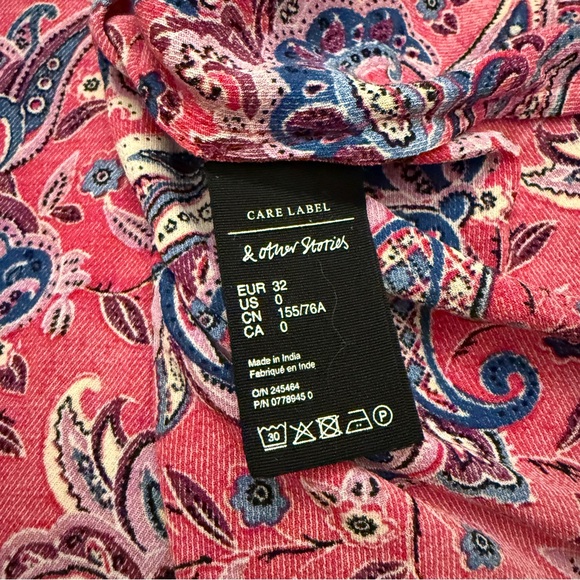 CARE LABEL
& other Stories
EUR 32
US 0
CN 155/76A
CA 0
Made in India
Fabriqué en Inde
O/N 245464
P/N 0778945 0
30 P